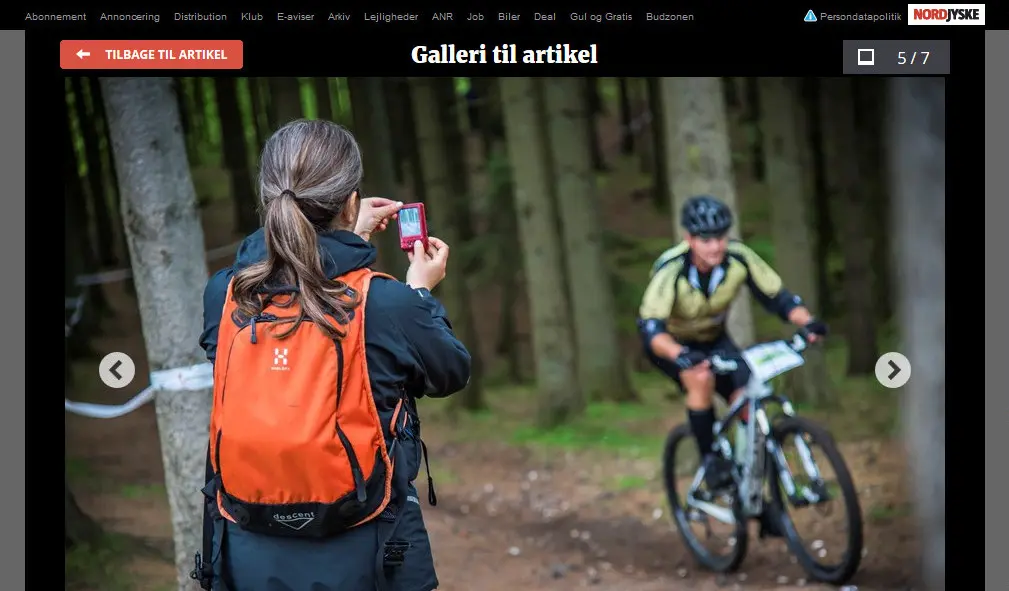 Abonnement Annoncering Distribution Klub E-aviser Arkiv Lejligheder ANR Job Biler Deal Gul og Gratis Budzonen Persondatapolitik NORDJYSKE
TILBAGE TIL ARTIKEL Galleri til artikel 5 / 7
descent